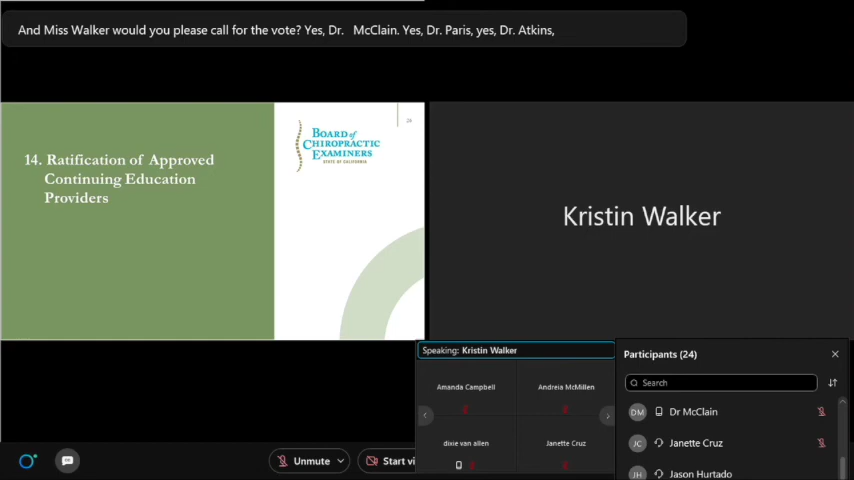 And Miss Walker would you please call for the vote? Yes, Dr. McClain. Yes, Dr. Paris, yes, Dr. Atkins,
14. Ratification of Approved
Continuing Education
Providers
BOARD of
CHIROPRACTIC
EXAMINERS
STATE OF CALIFORNIA
Kristin Walker
Speaking: Kristin Walker
Amanda Campbell
Andreia McMillen
dixie van allen
Janette Cruz
Participants (24)
Search
DM Dr McClain
JC Janette Cruz
JH Jason Hurtado
Unmute
Start vi